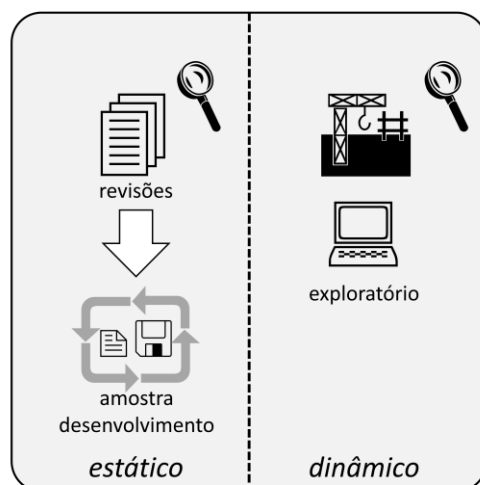 revisões
amostra
desenvolvimento
estático
exploratório
dinâmico